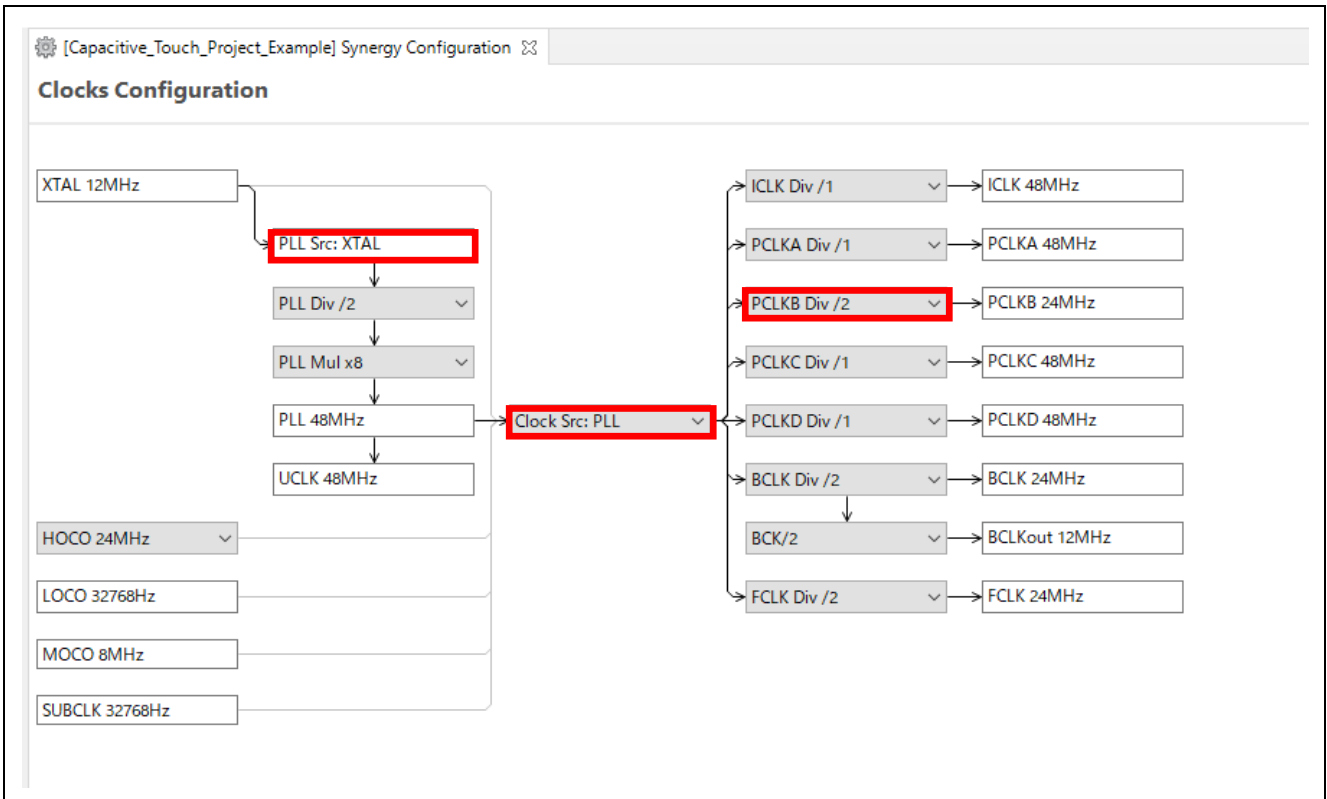 [Capacitive_Touch_Project_Example] Synergy Configuration
Clocks Configuration
XTAL 12MHz
PLL Src: XTAL
PLL Div /2
PLL Mul x8
PLL 48MHz
UCLK 48MHz
HOCO 24MHz
LOCO 32768Hz
MOCO 8MHz
SUBCLK 32768Hz
Clock Src: PLL
ICLK Div /1
ICLK 48MHz
PCLKA Div /1
PCLKA 48MHz
PCLKB Div /2
PCLKB 24MHz
PCLKC Div /1
PCLKC 48MHz
PCLKD Div /1
PCLKD 48MHz
BCLK Div /2
BCLK 24MHz
BCK/2
BCLKout 12MHz
FCLK Div /2
FCLK 24MHz